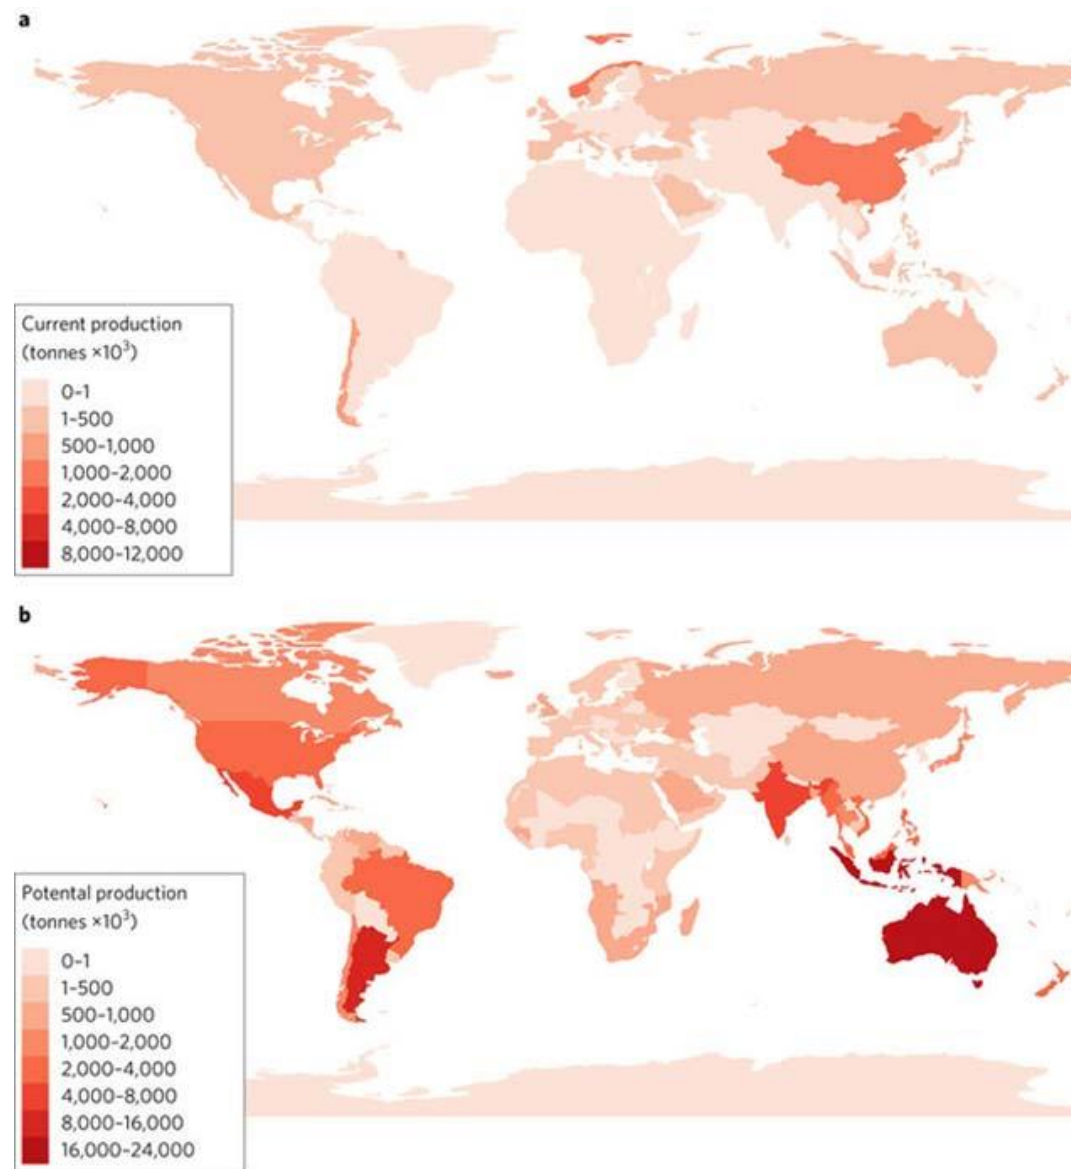 a
Current production
(tonnes ×10³)
0-1
1-500
500-1,000
1,000-2,000
2,000-4,000
4,000-8,000
8,000-12,000
b
Potental production
(tonnes ×10³)
0-1
1-500
500-1,000
1,000-2,000
2,000-4,000
4,000-8,000
8,000-16,000
16,000-24,000